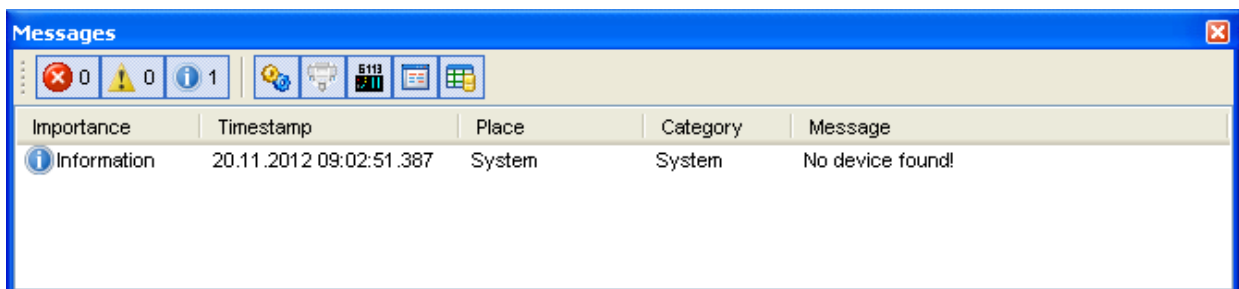 Messages
0 0 1 6113
Importance Timestamp Place Category Message
Information 20.11.2012 09:02:51.387 System System No device found!